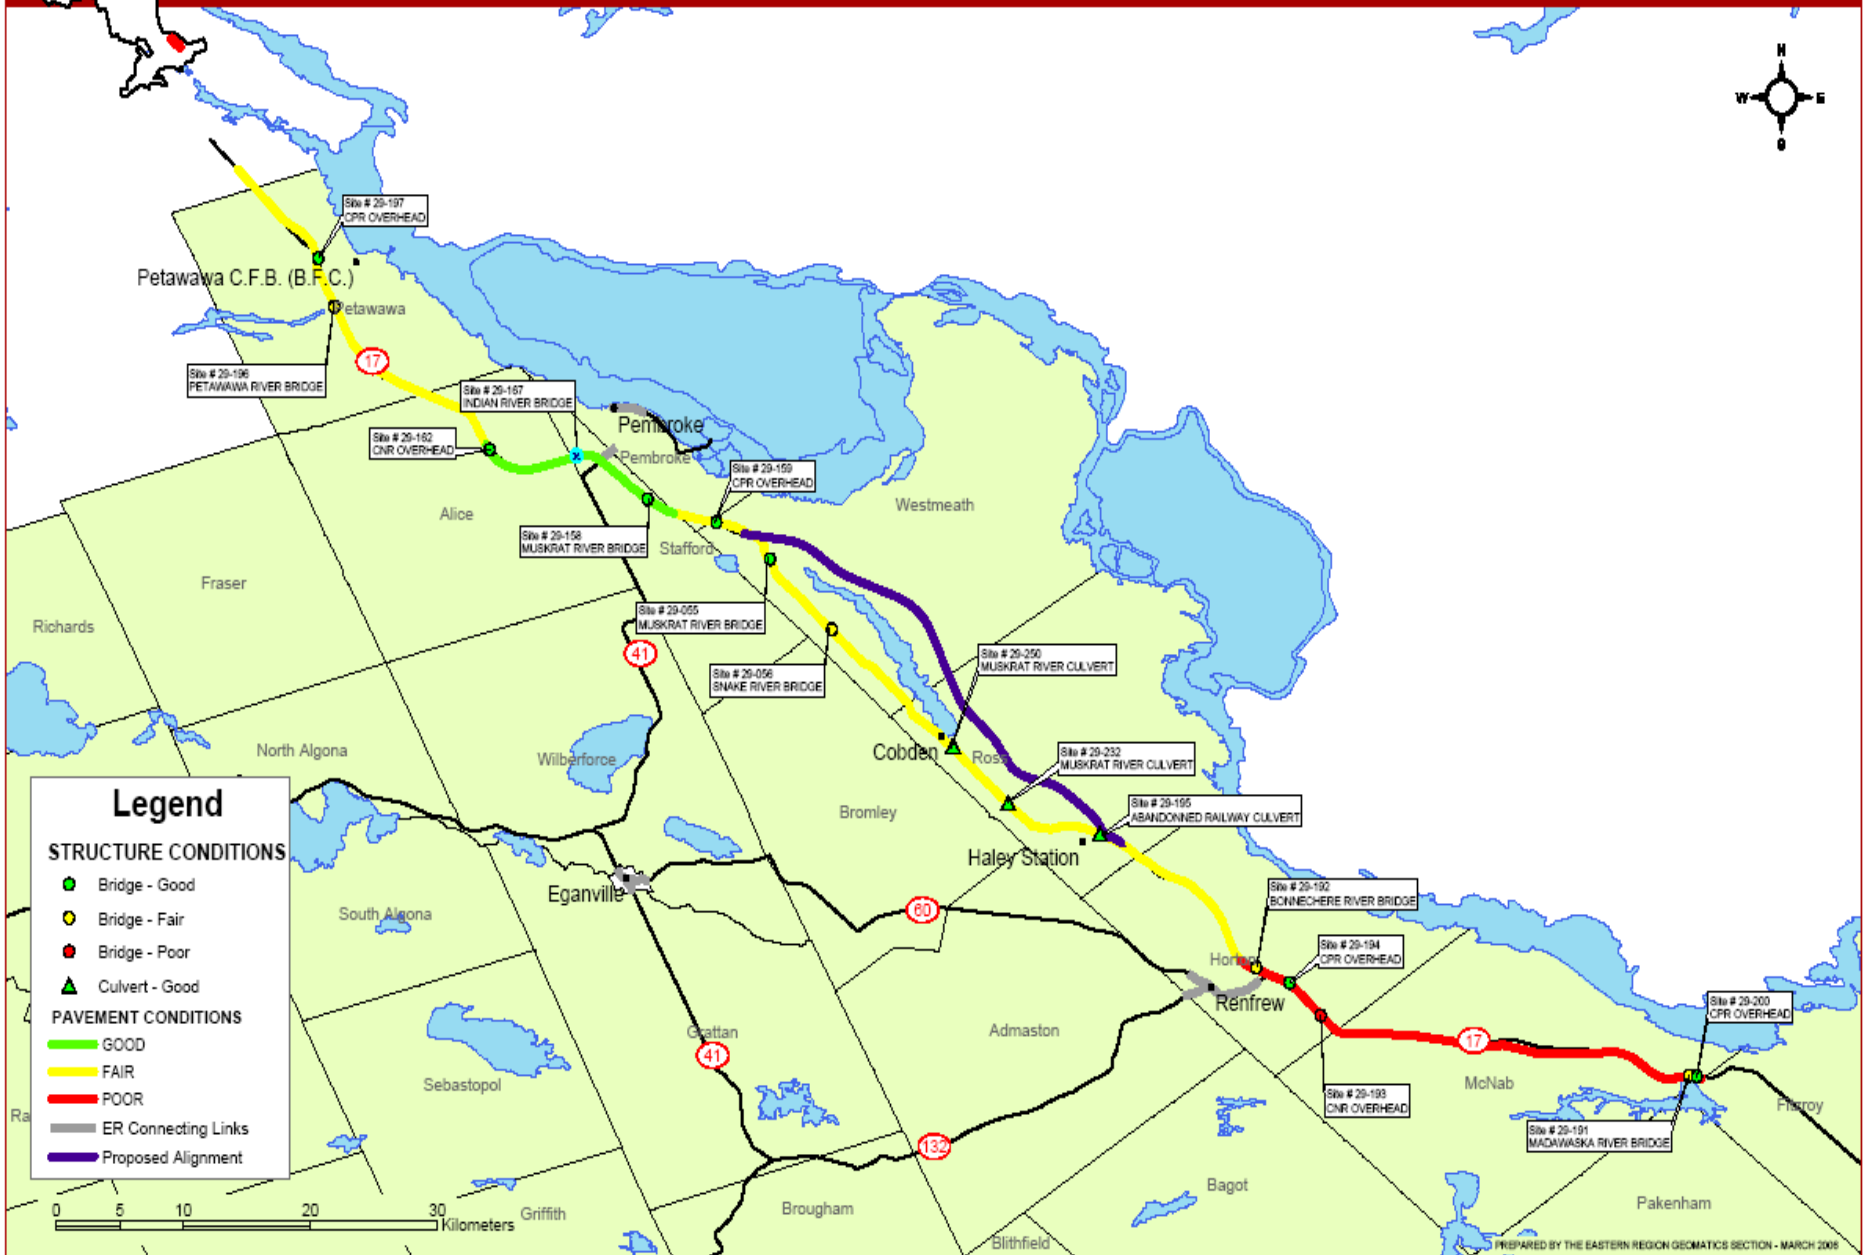 N
W
E
S
Site # 29-197
CPR OVERHEAD
Petawawa C.F.B. (B.F.C.)
Petawawa
17
Site # 29-196
PETAWAWA RIVER BRIDGE
Site # 29-167
INDIAN RIVER BRIDGE
Pembroke
Site # 29-162
CNR OVERHEAD
Pembroke
Site # 29-159
CPR OVERHEAD
Westmeath
Alice
Site # 29-158
MUSKRAT RIVER BRIDGE
Stafford
Fraser
Richards
Site # 29-055
MUSKRAT RIVER BRIDGE
41
Site # 29-056
SNAKE RIVER BRIDGE
Site # 29-250
MUSKRAT RIVER CULVERT
North Algona
Wilberforce
Cobden
Ross
Site # 29-232
MUSKRAT RIVER CULVERT
Bromley
Site # 29-195
ABANDONNED RAILWAY CULVERT
Haley Station
Eganville
60
Site # 29-192
BONNECHERE RIVER BRIDGE
South Algona
Horton
Site # 29-194
CPR OVERHEAD
Renfrew
Site # 29-200
CPR OVERHEAD
Grattan
Admaston
41
17
Sebastopol
McNab
Site # 29-193
CNR OVERHEAD
Fitzroy
Ra
132
Site # 29-191
MADAWASKA RIVER BRIDGE
Bagot
Pakenham
Griffith
Brougham
Blithfield
Legend
STRUCTURE CONDITIONS
Bridge - Good
Bridge - Fair
Bridge - Poor
Culvert - Good
PAVEMENT CONDITIONS
GOOD
FAIR
POOR
ER Connecting Links
Proposed Alignment
0 5 10 20 30
Kilometers
PREPARED BY THE EASTERN REGION GEOMATICS SECTION - MARCH 2006